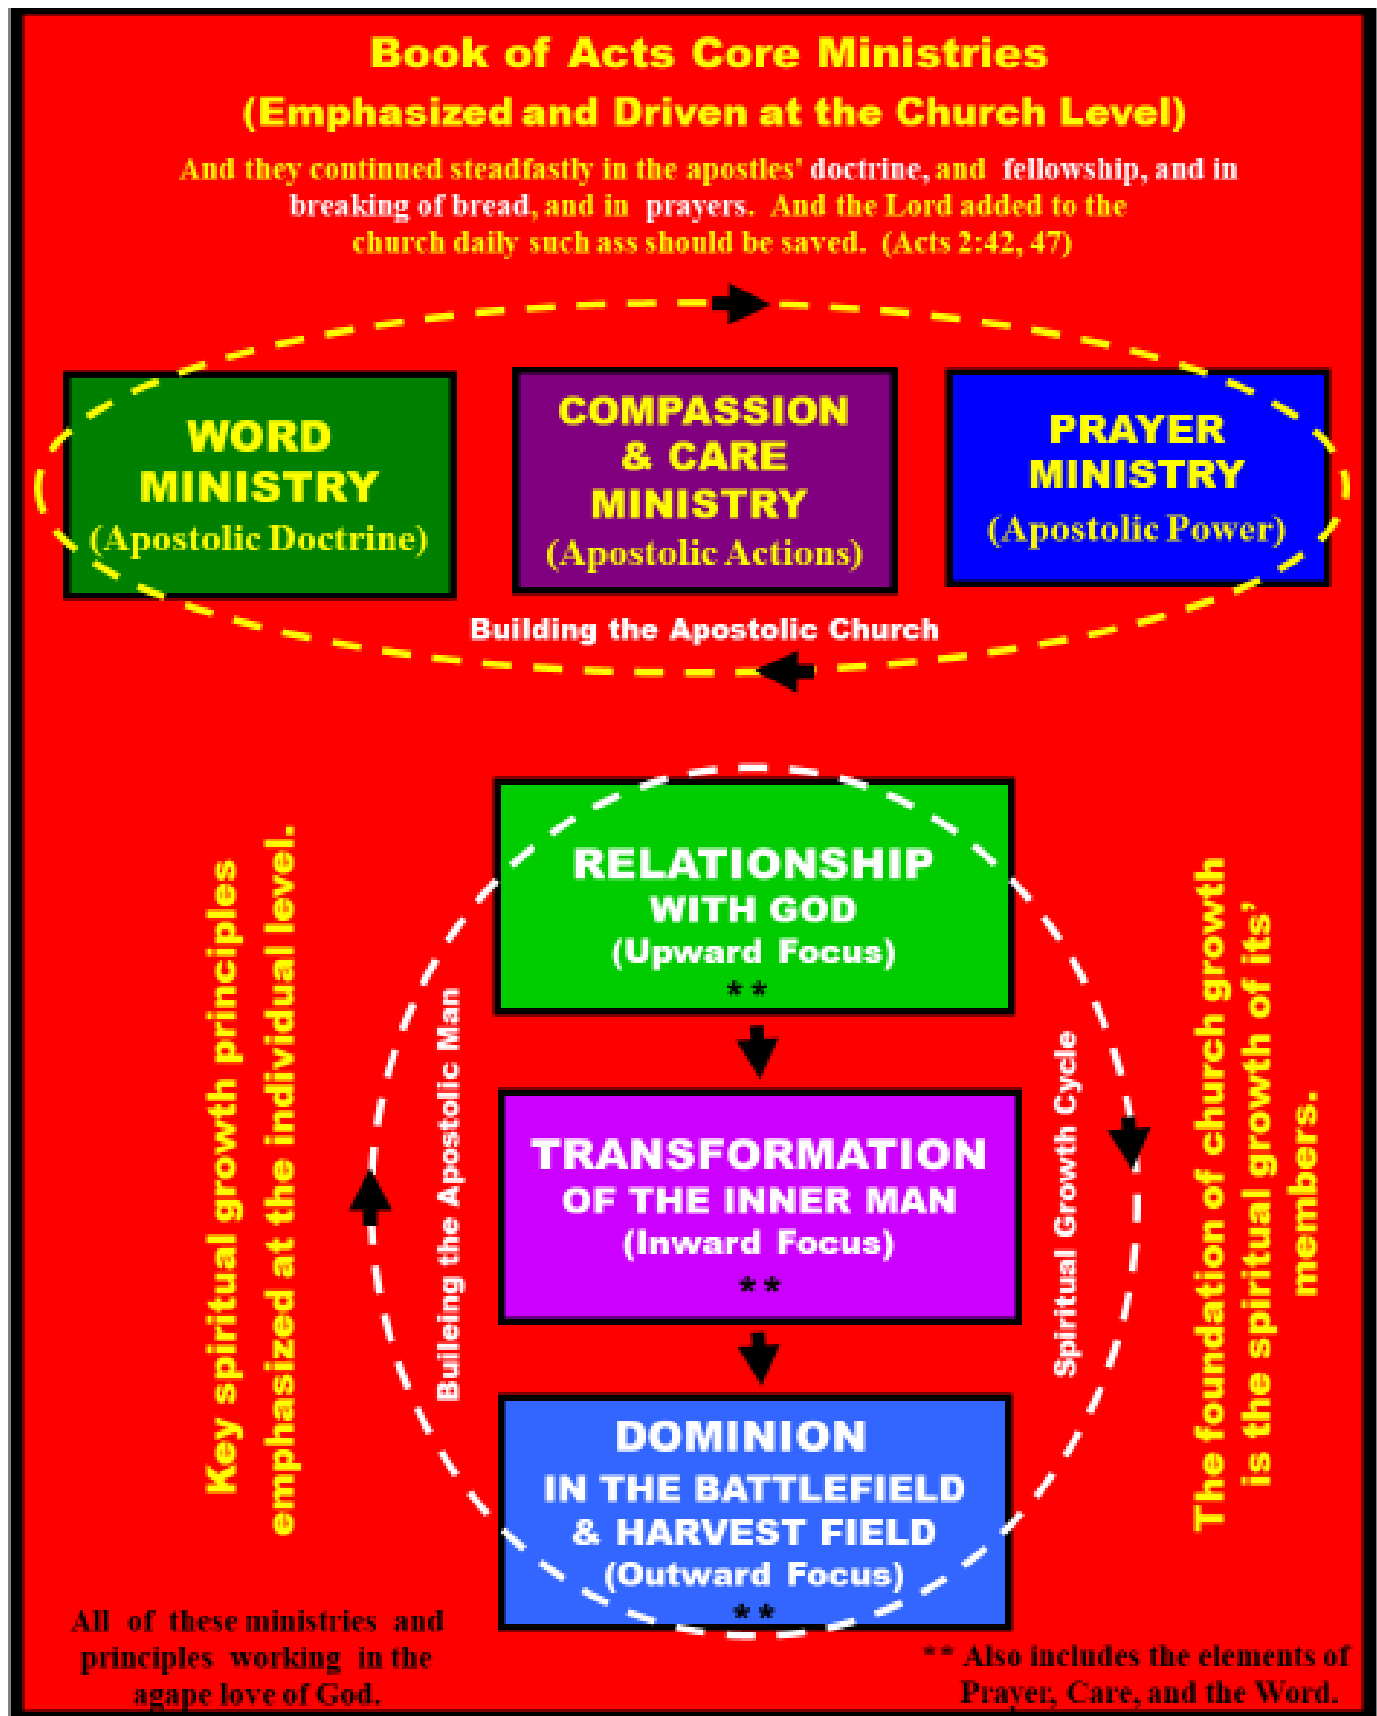 Book of Acts Core Ministries
(Emphasized and Driven at the Church Level)
And they continued steadfastly in the apostles' doctrine, and fellowship, and in
breaking of bread, and in prayers. And the Lord added to the
church daily such ass should be saved. (Acts 2:42, 47)
WORD
MINISTRY
(Apostolic Doctrine)
COMPASSION
& CARE
MINISTRY
(Apostolic Actions)
PRAYER
MINISTRY
(Apostolic Power)
Building the Apostolic Church
Key spiritual growth principles
emphasized at the individual level.
Buileing the Apostolic Man
RELATIONSHIP
WITH GOD
(Upward Focus)
**
TRANSFORMATION
OF THE INNER MAN
(Inward Focus)
**
DOMINION
IN THE BATTLEFIELD
& HARVEST FIELD
(Outward Focus)
**
Spiritual Growth Cycle
The foundation of church growth
is the spiritual growth of its’
members.
All of these ministries and
principles working in the
agape love of God.
** Also includes the elements of
Prayer, Care, and the Word.